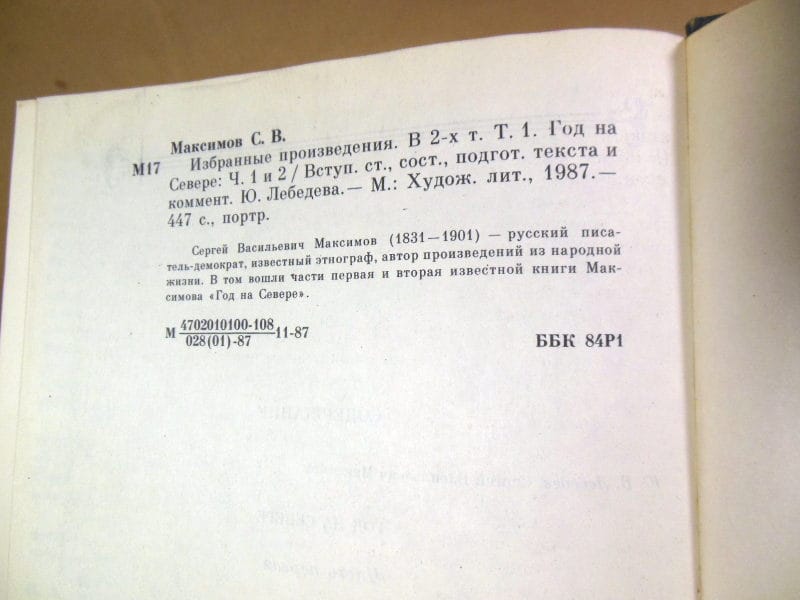 Максимов С. В.
М17 Избранные произведения. В 2-х т. Т. 1. Год на
Севере: Ч. 1 и 2 / Вступ. ст., сост., подгот. текста и
коммент. Ю. Лебедева. — М.: Худож. лит., 1987. —
447 с., портр.
Сергей Васильевич Максимов (1831—1901) — русский писа-
тель-демократ, известный этнограф, автор произведений из народной
жизни. В том вошли части первая и вторая известной книги Мак-
симова «Год на Севере».
М 4702010100-108
028(01)-87 11-87
ББК 84Р1